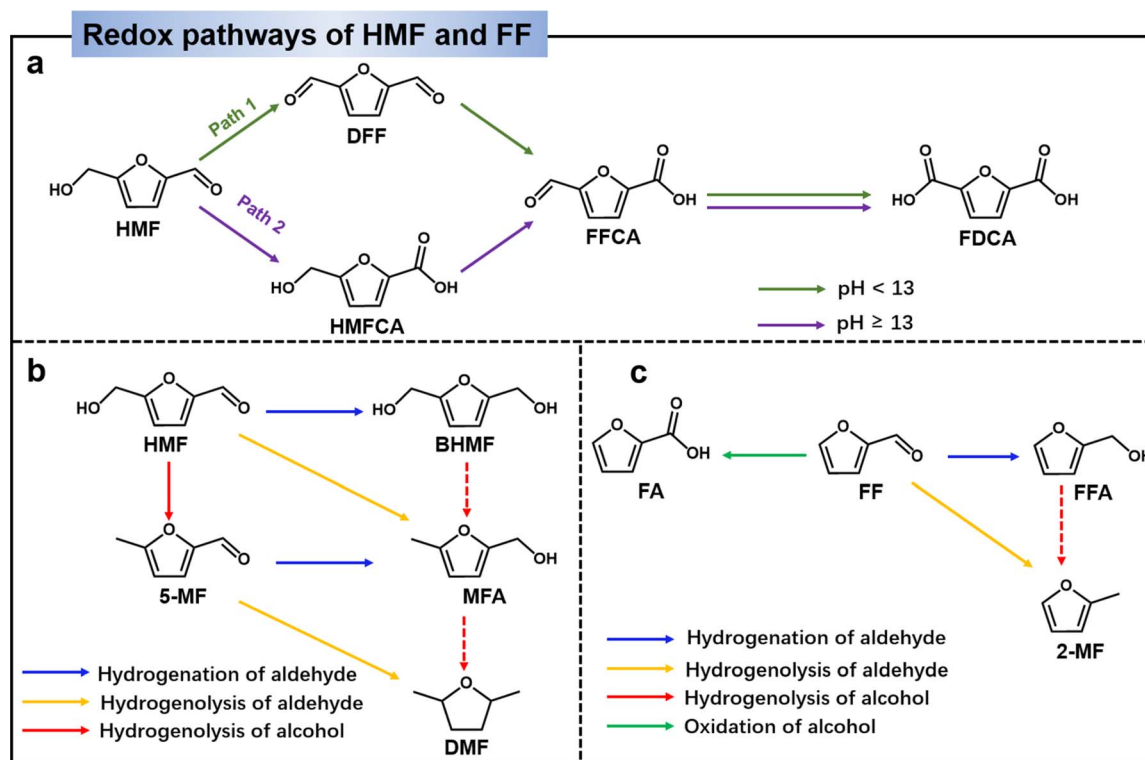 Redox pathways of HMF and FF
a
Path 1
Path 2
O
O
O
DFF
HO
O
O
HMF
HO
O
O
OH
HMFCA
O
O
O
OH
FFCA
O
HO
O
O
OH
FDCA
pH < 13
pH ≥ 13
b
HO
O
O
HMF
HO
O
OH
BHMF
O
O
5-MF
O
OH
MFA
O
DMF
Hydrogenation of aldehyde
Hydrogenolysis of aldehyde
Hydrogenolysis of alcohol
c
O
O
OH
FA
O
O
FF
O
OH
FFA
O
2-MF
Hydrogenation of aldehyde
Hydrogenolysis of aldehyde
Hydrogenolysis of alcohol
Oxidation of alcohol